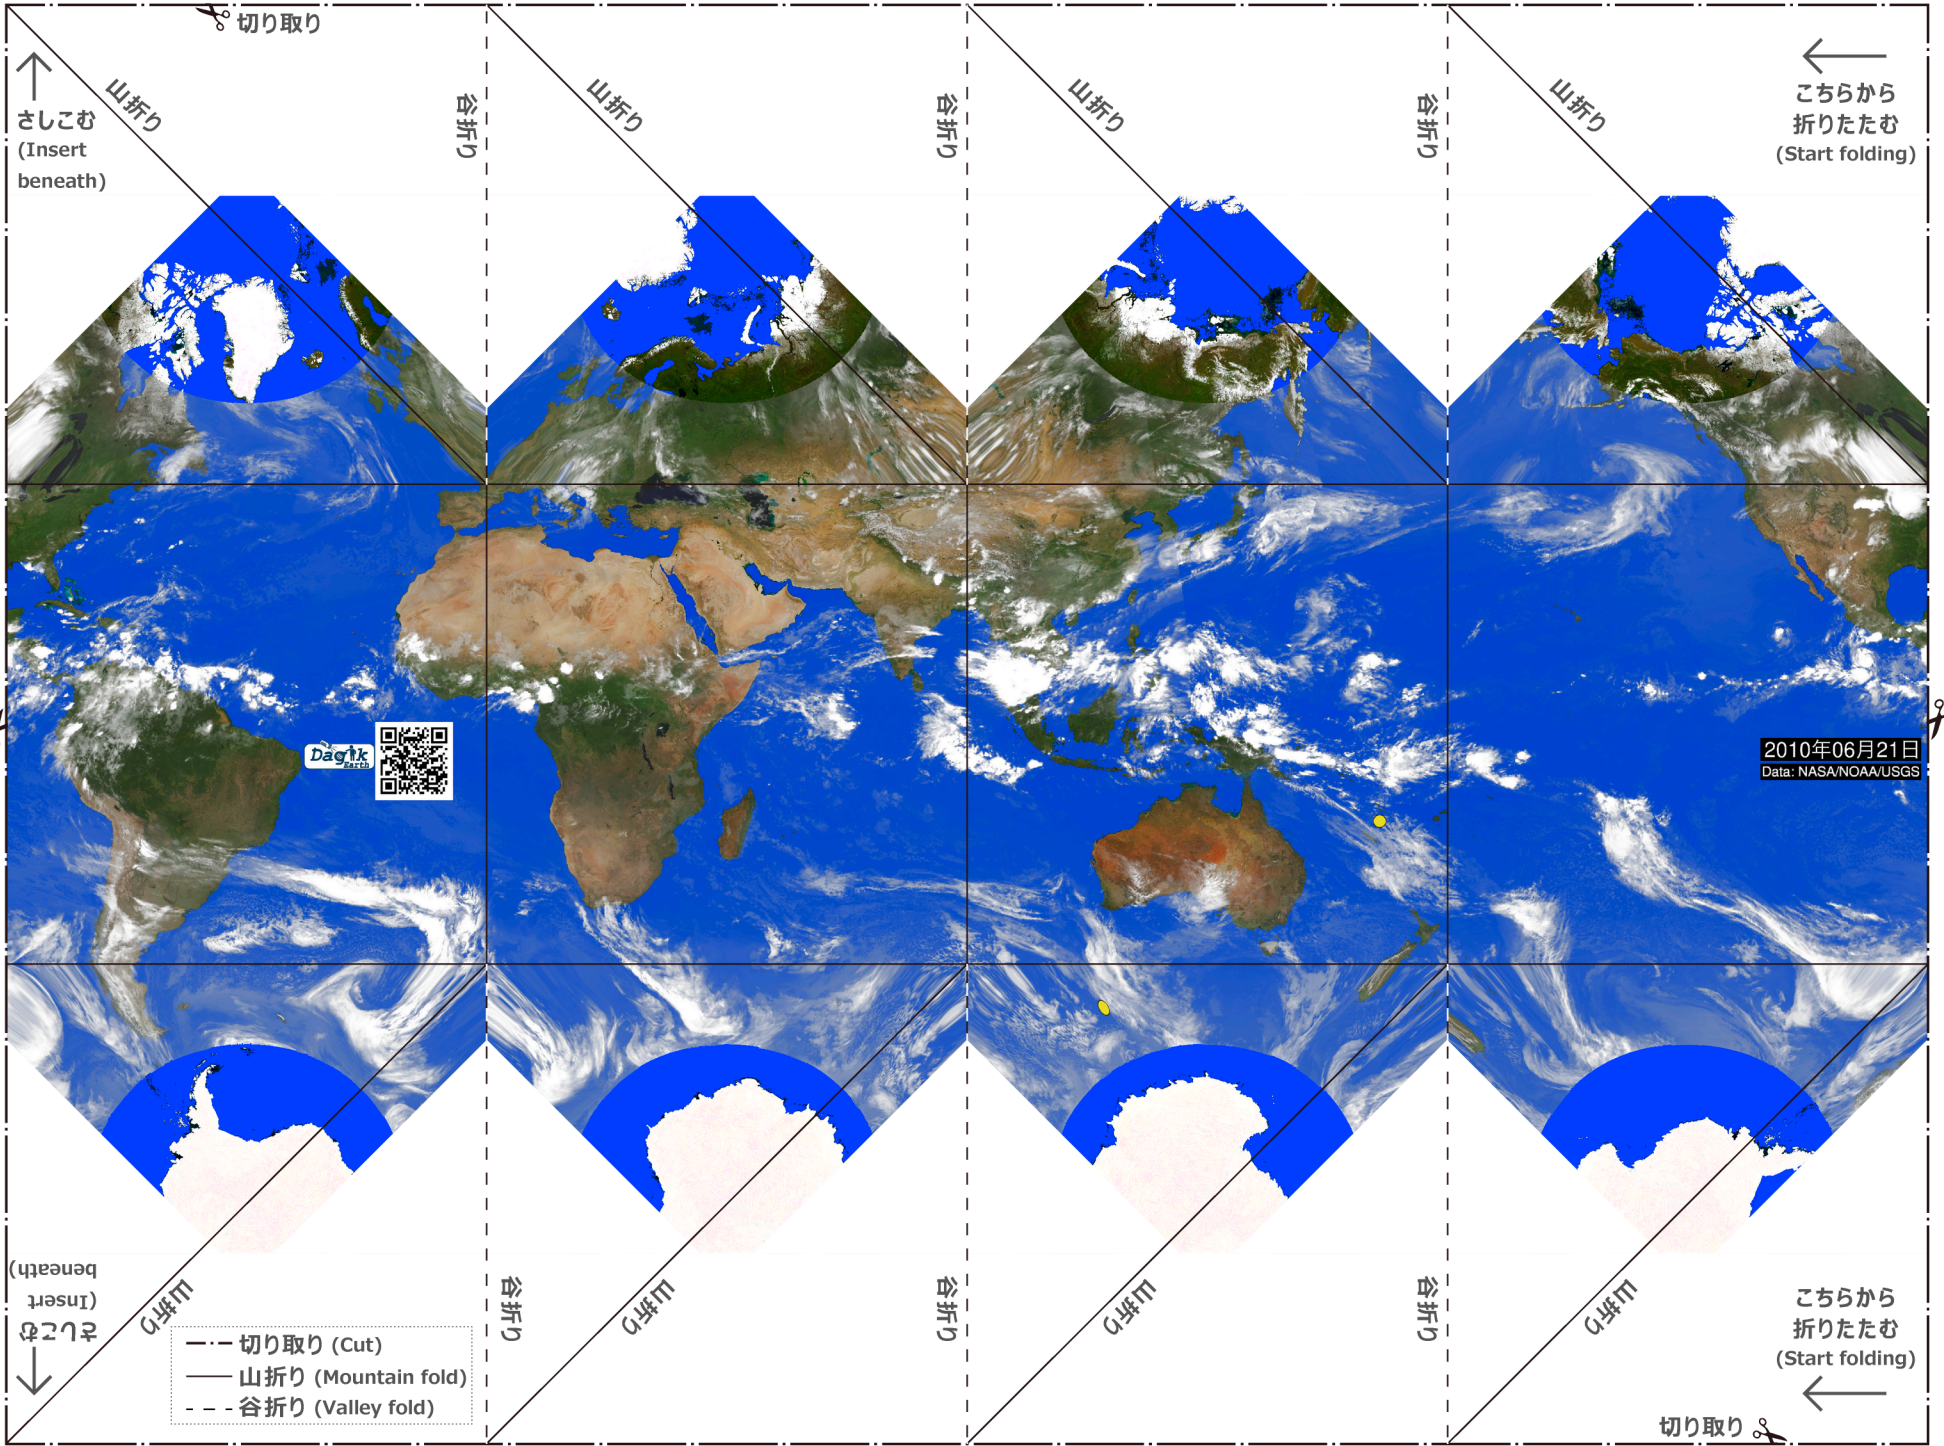 切り取り
さしこむ
(Insert
beneath)
山折り
谷折り
山折り
谷折り
山折り
谷折り
山折り
こちらから
折りたたむ
(Start folding)
Dagik
Earth
2010年06月21日
Data: NASA/NOAA/USGS
さしこむ
(Insert
beneath)
山折り
谷折り
山折り
谷折り
山折り
谷折り
山折り
こちらから
折りたたむ
(Start folding)
切り取り (Cut)
山折り (Mountain fold)
谷折り (Valley fold)
切り取り